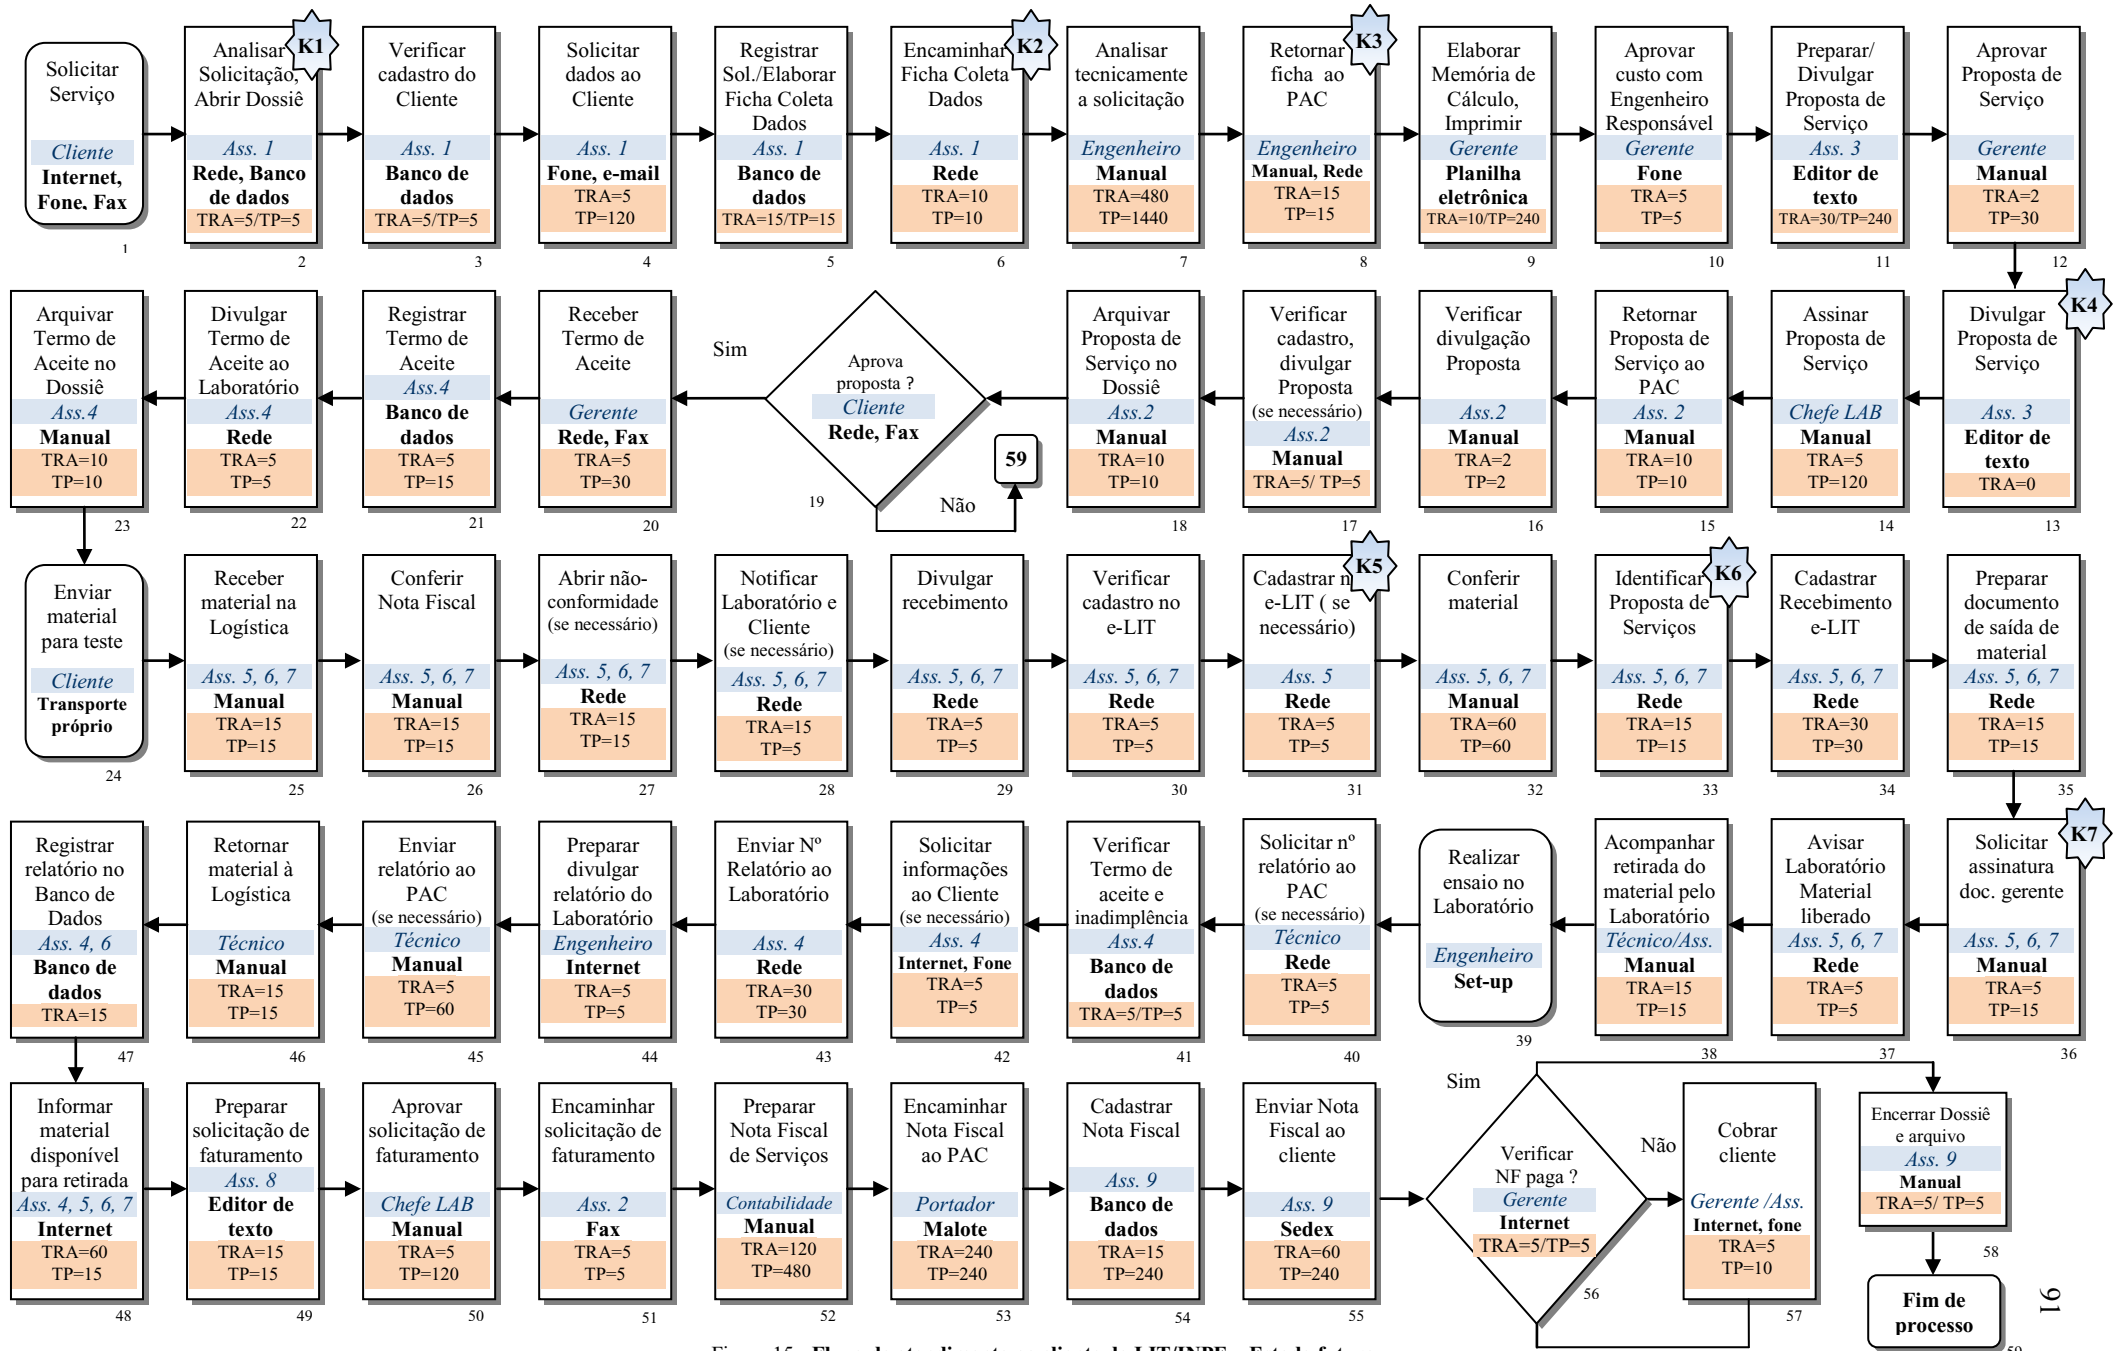 Solicitar
Serviço
Cliente
Internet,
Fone, Fax
1
K1
Analisar
Solicitação,
Abrir Dossiê
Ass. 1
Rede, Banco
de dados
TRA=5/TP=5
2
Verificar
cadastro do
Cliente
Ass. 1
Banco de
dados
TRA=5/TP=5
3
Solicitar
dados ao
Cliente
Ass. 1
Fone, e-mail
TRA=5
TP=120
4
Registrar
Sol./Elaborar
Ficha Coleta
Dados
Ass. 1
Banco de
dados
TRA=15/TP=15
5
K2
Encaminhar
Ficha Coleta
Dados
Ass. 1
Rede
TRA=10
TP=10
6
Analisar
tecnicamente
a solicitação
Engenheiro
Manual
TRA=480
TP=1440
7
K3
Retornar
ficha ao
PAC
Engenheiro
Manual, Rede
TRA=15
TP=15
8
Elaborar
Memória de
Cálculo,
Imprimir
Gerente
Planilha
eletrônica
TRA=10/TP=240
9
Aprovar
custo com
Engenheiro
Responsável
Gerente
Fone
TRA=5
TP=5
10
Preparar/
Divulgar
Proposta de
Serviço
Ass. 3
Editor de
texto
TRA=30/TP=240
11
Aprovar
Proposta de
Serviço
Gerente
Manual
TRA=2
TP=30
12
K4
Divulgar
Proposta de
Serviço
Ass. 3
Editor de
texto
TRA=0
13
Assinar
Proposta de
Serviço
Chefe LAB
Manual
TRA=5
TP=120
14
Retornar
Proposta de
Serviço ao
PAC
Ass. 2
Manual
TRA=10
TP=10
15
Verificar
divulgação
Proposta
Ass.2
Manual
TRA=2
TP=2
16
Verificar
cadastro,
divulgar
Proposta
(se necessário)
Ass.2
Manual
TRA=5/ TP=5
17
Arquivar
Proposta de
Serviço no
Dossiê
Ass.2
Manual
TRA=10
TP=10
18
Aprova
proposta ?
Cliente
Rede, Fax
19
Não
59
Sim
Receber
Termo de
Aceite
Gerente
Rede, Fax
TRA=5
TP=30
20
Registrar
Termo de
Aceite
Ass.4
Banco de
dados
TRA=5
TP=15
21
Divulgar
Termo de
Aceite ao
Laboratório
Ass.4
Rede
TRA=5
TP=5
22
Arquivar
Termo de
Aceite no
Dossiê
Ass.4
Manual
TRA=10
TP=10
23
Enviar
material
para teste
Cliente
Transporte
próprio
24
Receber
material na
Logística
Ass. 5, 6, 7
Manual
TRA=15
TP=15
25
Conferir
Nota Fiscal
Ass. 5, 6, 7
Manual
TRA=15
TP=15
26
Abrir não-
conformidade
(se necessário)
Ass. 5, 6, 7
Rede
TRA=15
TP=15
27
Notificar
Laboratório e
Cliente
(se necessário)
Ass. 5, 6, 7
Rede
TRA=15
TP=5
28
Divulgar
recebimento
Ass. 5, 6, 7
Rede
TRA=5
TP=5
29
Verificar
cadastro no
e-LIT
Ass. 5, 6, 7
Rede
TRA=5
TP=5
30
K5
Cadastrar
e-LIT ( se
necessário)
Ass. 5
Rede
TRA=5
TP=5
31
Conferir
material
Ass. 5, 6, 7
Manual
TRA=60
TP=60
32
K6
Identificar
Proposta de
Serviços
Ass. 5, 6, 7
Rede
TRA=15
TP=15
33
Cadastrar
Recebimento
e-LIT
Ass. 5, 6, 7
Rede
TRA=30
TP=30
34
Preparar
documento
de saída de
material
Ass. 5, 6, 7
Rede
TRA=15
TP=15
35
K7
Solicitar
assinatura
doc. gerente
Ass. 5, 6, 7
Manual
TRA=5
TP=15
36
Avisar
Laboratório
Material
liberado
Ass. 5, 6, 7
Rede
TRA=5
TP=5
37
Acompanhar
retirada do
material pelo
Laboratório
Técnico/Ass.
Manual
TRA=15
TP=15
38
Realizar
ensaio no
Laboratório
Engenheiro
Set-up
39
Solicitar nº
relatório ao
PAC
(se necessário)
Técnico
Rede
TRA=5
TP=5
40
Verificar
Termo de
aceite e
inadimplência
Ass.4
Banco de
dados
TRA=5/TP=5
41
Solicitar
informações
ao Cliente
(se necessário)
Ass. 4
Internet, Fone
TRA=5
TP=5
42
Enviar Nº
Relatório ao
Laboratório
Ass. 4
Rede
TRA=30
TP=30
43
Preparar
divulgar
relatório do
Laboratório
Engenheiro
Internet
TRA=5
TP=5
44
Enviar
relatório ao
PAC
(se necessário)
Técnico
Manual
TRA=5
TP=60
45
Retornar
material à
Logística
Técnico
Manual
TRA=15
TP=15
46
Registrar
relatório no
Banco de
Dados
Ass. 4, 6
Banco de
dados
TRA=15
47
Informar
material
disponível
para retirada
Ass. 4, 5, 6, 7
Internet
TRA=60
TP=15
48
Preparar
solicitação de
faturamento
Ass. 8
Editor de
texto
TRA=15
TP=15
49
Aprovar
solicitação de
faturamento
Chefe LAB
Manual
TRA=5
TP=120
50
Encaminhar
solicitação de
faturamento
Ass. 2
Fax
TRA=5
TP=5
51
Preparar
Nota Fiscal
de Serviços
Contabilidade
Manual
TRA=120
TP=480
52
Encaminhar
Nota Fiscal
ao PAC
Portador
Malote
TRA=240
TP=240
53
Cadastrar
Nota Fiscal
Ass. 9
Banco de
dados
TRA=15
TP=240
54
Enviar Nota
Fiscal ao
cliente
Ass. 9
Sedex
TRA=60
TP=240
55
Sim
Verificar
NF paga ?
Gerente
Internet
TRA=5/TP=5
56
Não
Cobrar
cliente
Gerente /Ass.
Internet, fone
TRA=5
TP=10
57
Encerrar Dossiê
e arquivo
Ass. 9
Manual
TRA=5/ TP=5
58
Fim de
processo
59
91